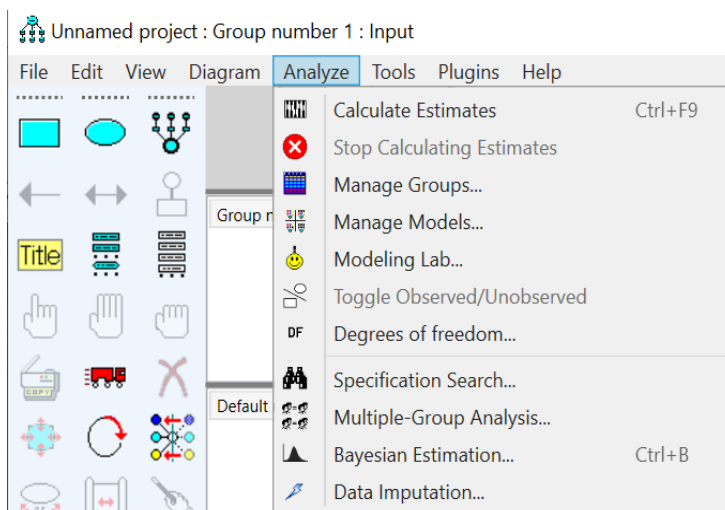 Unnamed project : Group number 1 : Input
File Edit View Diagram Analyze Tools Plugins Help
Calculate Estimates Ctrl+F9
Stop Calculating Estimates
Manage Groups...
Group n
Manage Models...
Title
Modeling Lab...
Toggle Observed/Unobserved
DF Degrees of freedom...
COPY
Specification Search...
Default
Multiple-Group Analysis...
Bayesian Estimation... Ctrl+B
Data Imputation...